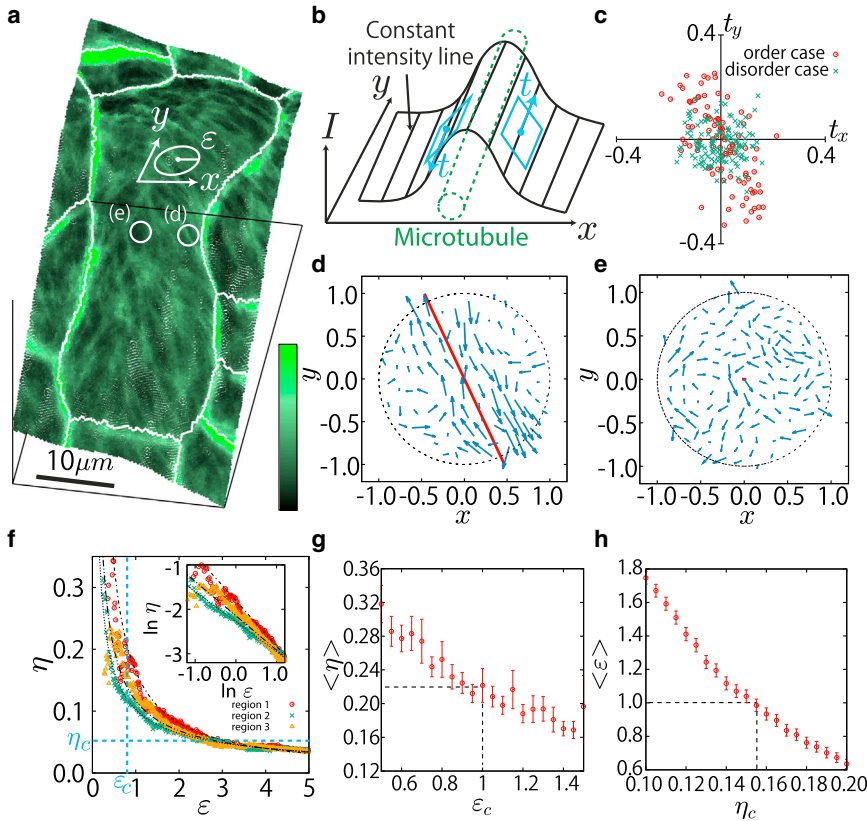 a
y
ε
x
(e)
(d)
10μm
b
Constant
intensity line
y
I
t
t
x
Microtubule
c
0.4
t_y
order case
disorder case
t_x
-0.4
0.4
-0.4
d
1.0
0.5
0.0
-0.5
-1.0
y
-1.0 -0.5 0.0 0.5 1.0
x
e
1.0
0.5
0.0
-0.5
-1.0
y
-1.0 -0.5 0.0 0.5 1.0
x
f
0.3
0.2
0.1
0.0
η
η_c
-1
-2
-3
ln η
-1.0 0.0 1.0
ln ε
region 1
region 2
region 3
0 1 2 3 4 5
ε_c
ε
g
0.36
0.32
0.28
0.24
0.20
0.16
0.12
<η>
0.6 1 1.2 1.4
ε_c
h
1.8
1.6
1.4
1.2
1.0
0.8
0.6
<ε>
0.10 0.12 0.14 0.16 0.18 0.20
η_c